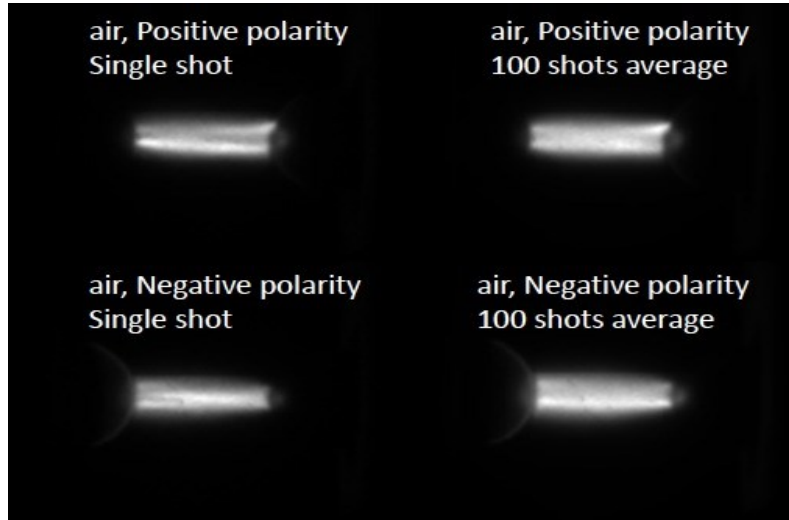 air, Positive polarity
Single shot
air, Positive polarity
100 shots average
air, Negative polarity
Single shot
air, Negative polarity
100 shots average